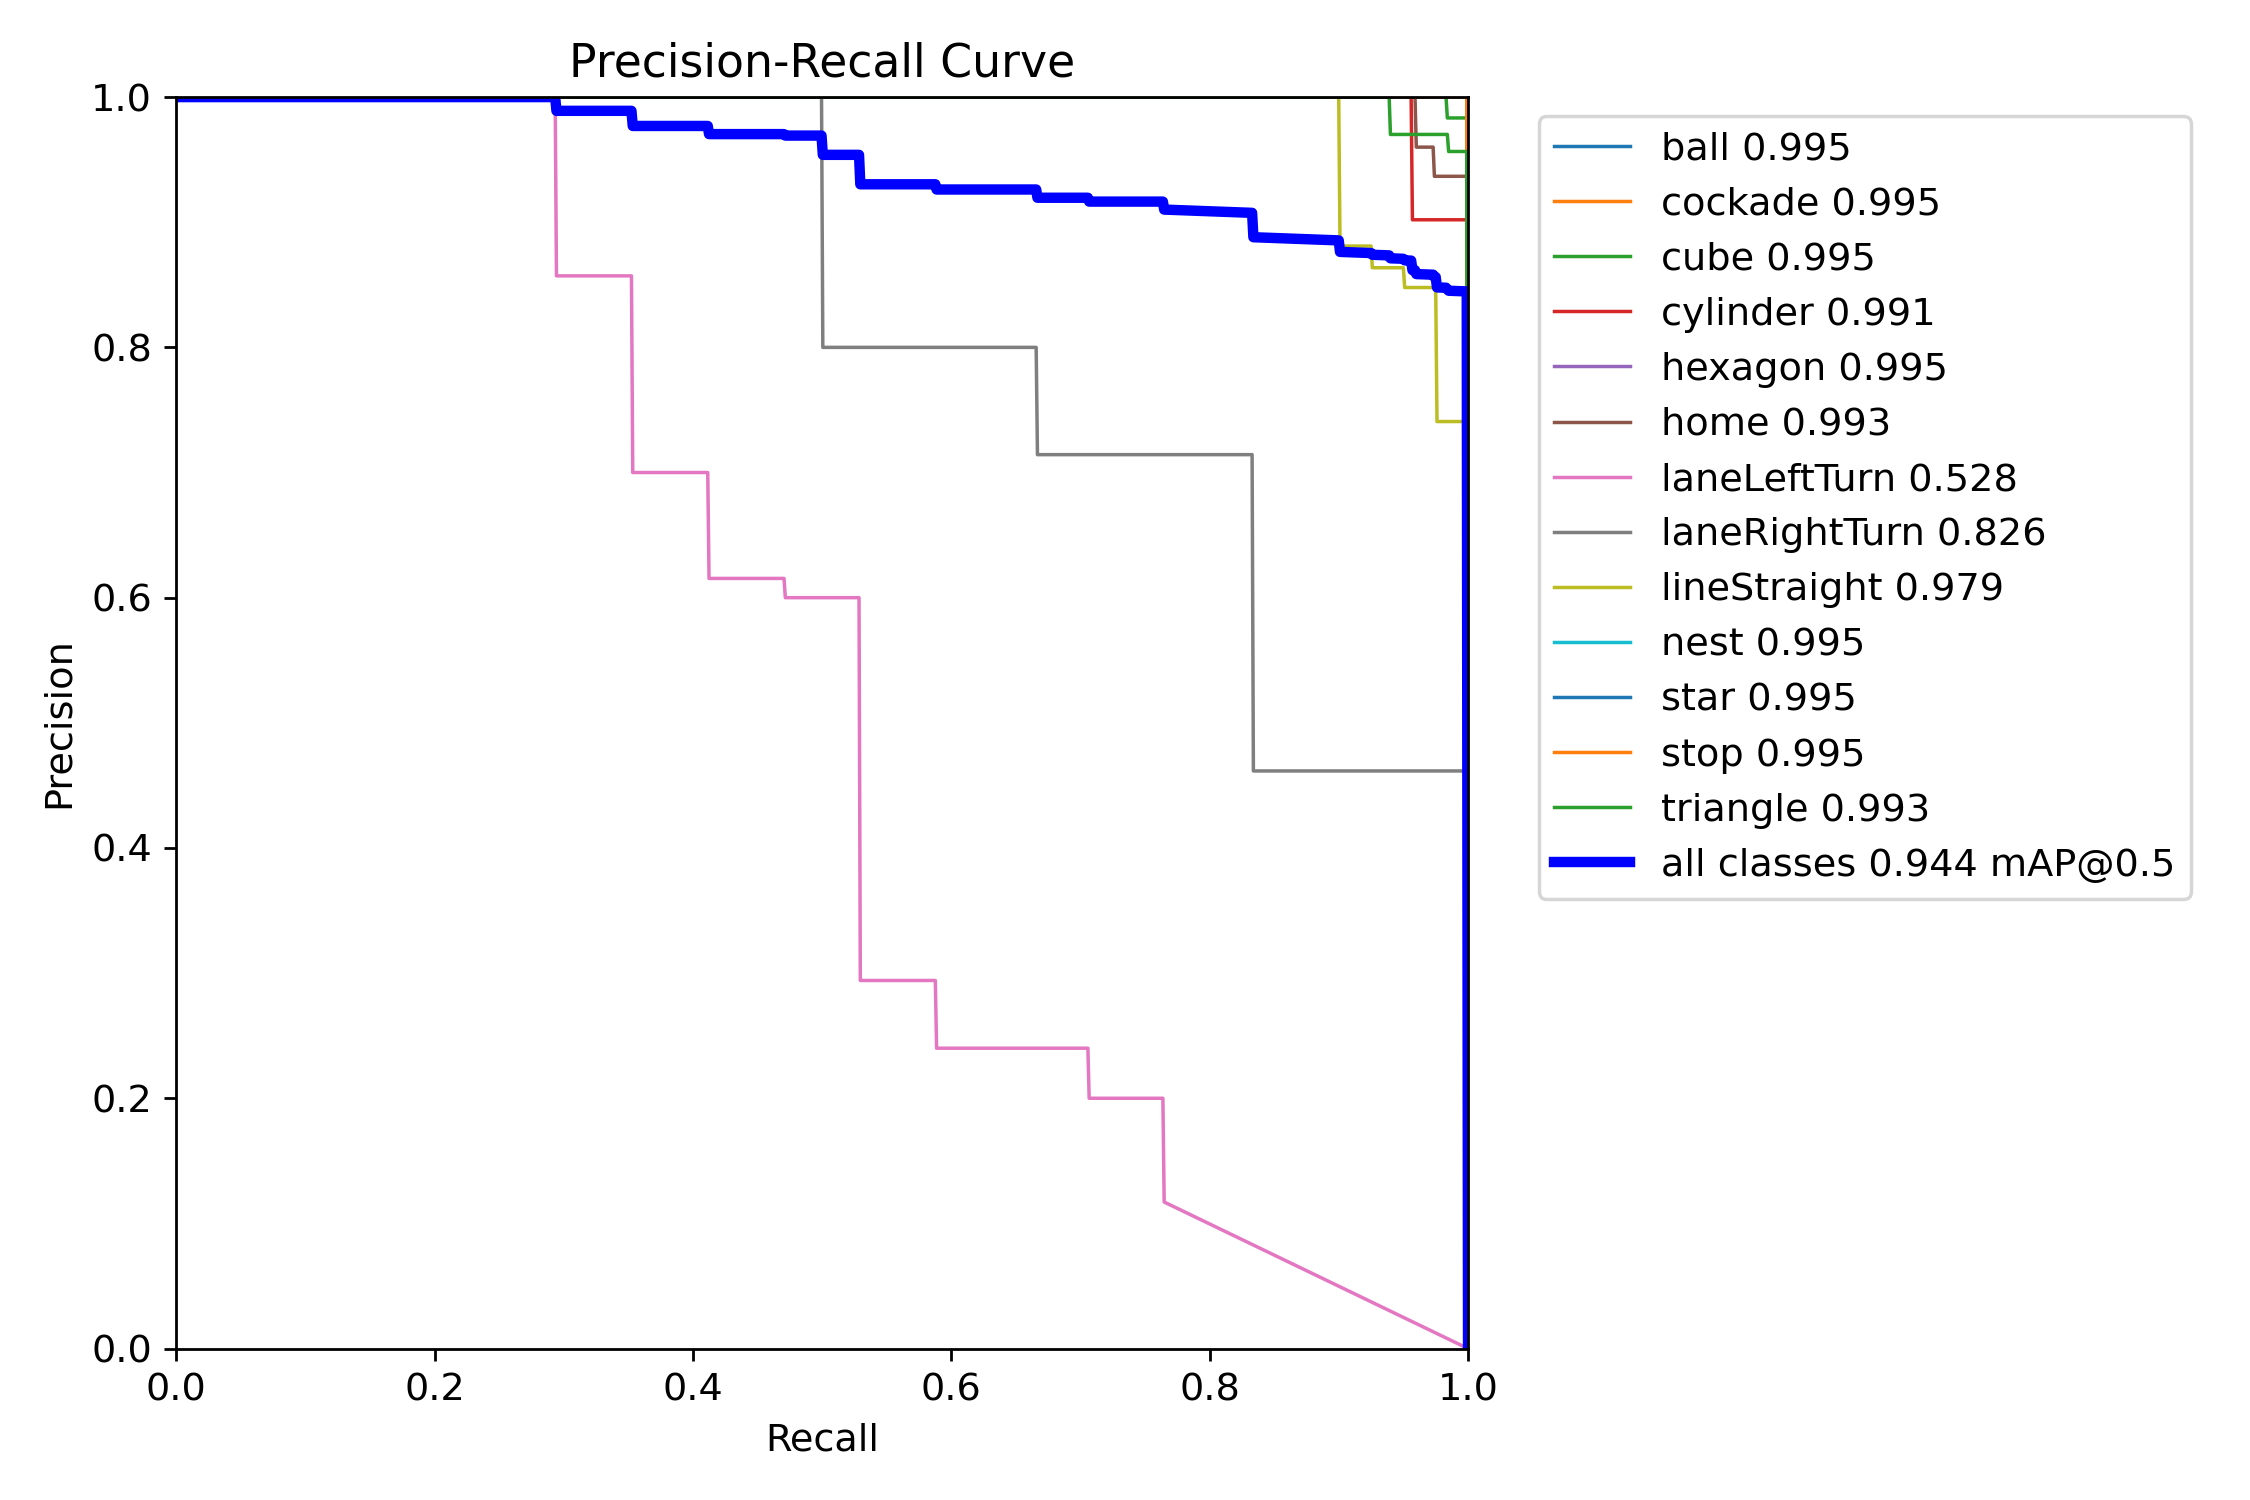 Precision-Recall Curve
1.0
0.8
0.6
0.4
0.2
0.0
Precision
0.0 0.2 0.4 0.6 0.8 1.0
Recall
ball 0.995
cockade 0.995
cube 0.995
cylinder 0.991
hexagon 0.995
home 0.993
laneLeftTurn 0.528
laneRightTurn 0.826
lineStraight 0.979
nest 0.995
star 0.995
stop 0.995
triangle 0.993
all classes 0.944 mAP@0.5